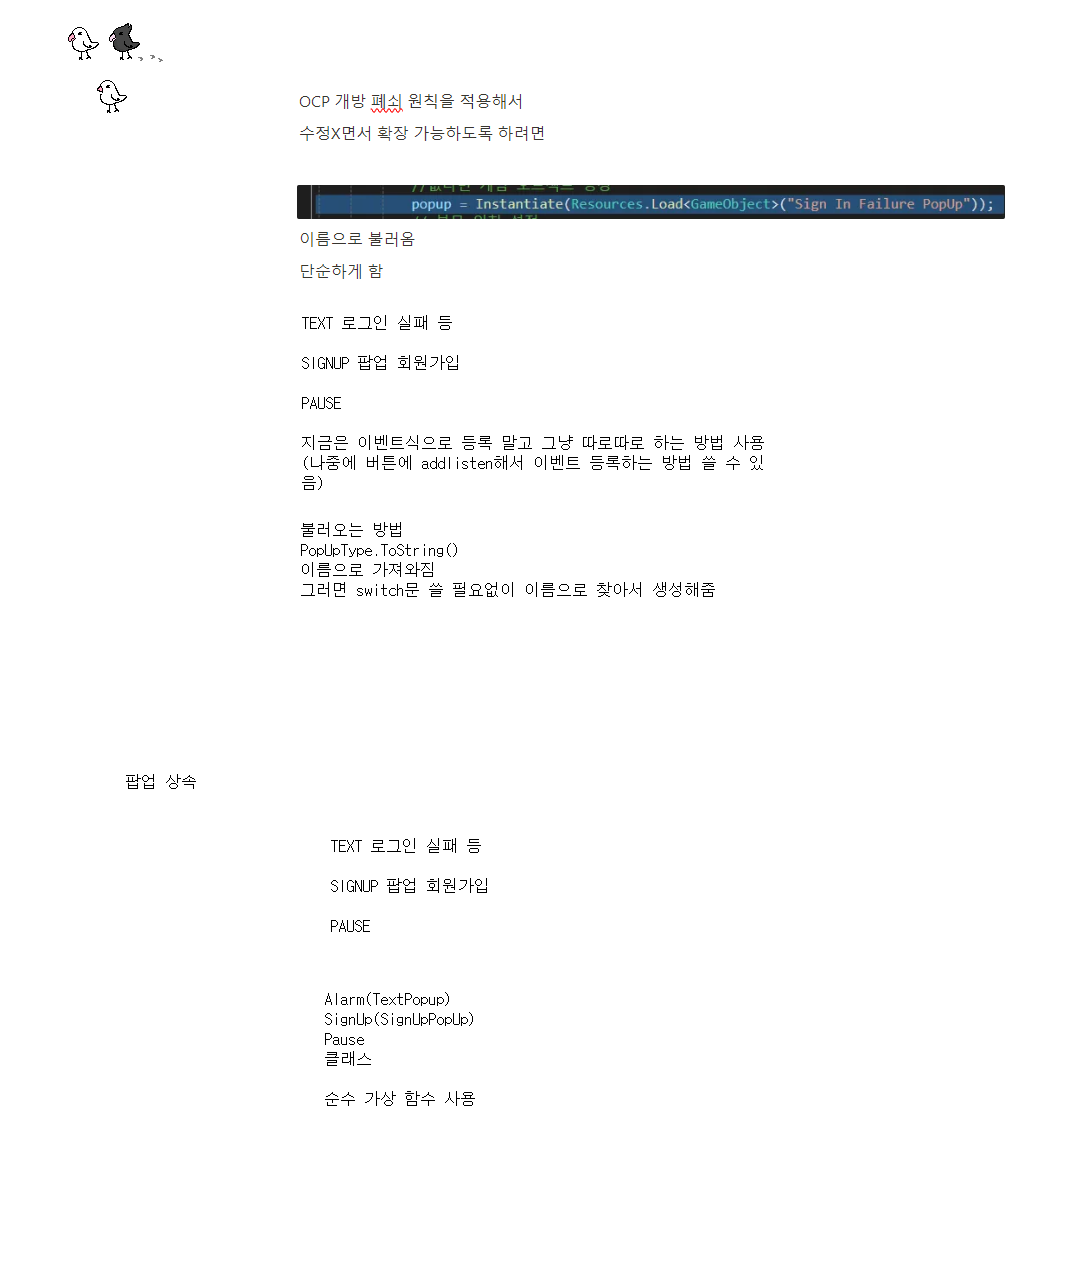 OCP 개방 폐쇠 원칙을 적용해서
수정X면서 확장 가능하도록 하려면
popup = Instantiate(Resources.Load<GameObject>("Sign In Failure PopUp"));
이름으로 불러옴
단순하게 함
TEXT 로그인 실패 등
SIGNUP 팝업 회원가입
PAUSE
지금은 이벤트식으로 등록 말고 그냥 따로따로 하는 방법 사용
(나중에 버튼에 addlisten해서 이벤트 등록하는 방법 쓸 수 있
음)
불러오는 방법
PopUpType.ToString()
이름으로 가져와짐
그러면 switch문 쓸 필요없이 이름으로 찾아서 생성해줌
팝업 상속
TEXT 로그인 실패 등
SIGNUP 팝업 회원가입
PAUSE
Alarm(TextPopup)
SignUp(SignUpPopUp)
Pause
클래스
순수 가상 함수 사용